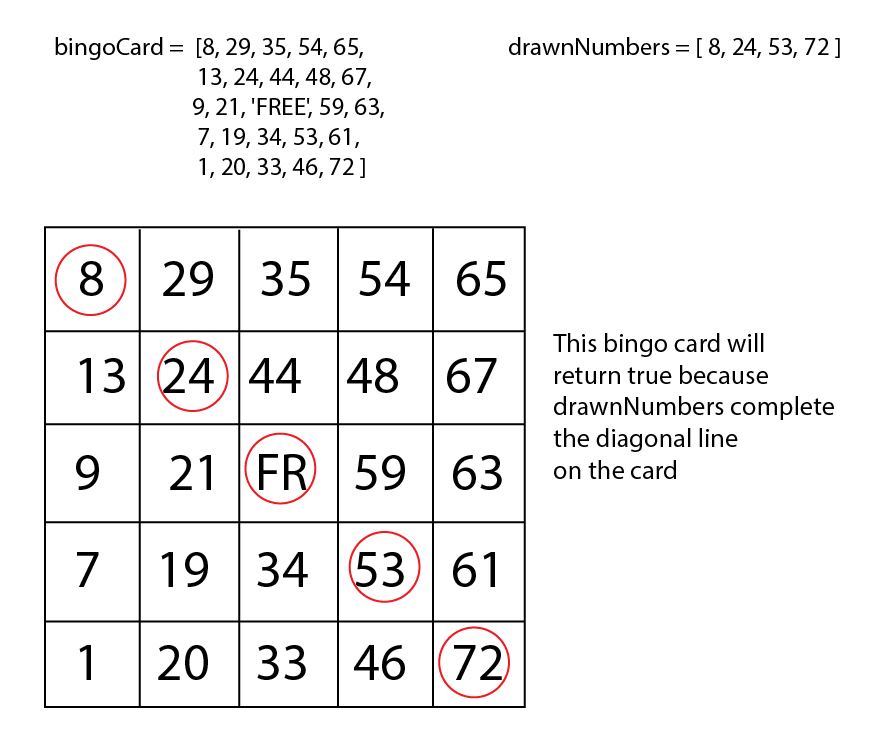 bingoCard = [8, 29, 35, 54, 65,
13, 24, 44, 48, 67,
9, 21, 'FREE', 59, 63,
7, 19, 34, 53, 61,
1, 20, 33, 46, 72 ]
drawnNumbers = [ 8, 24, 53, 72 ]
8 29 35 54 65
13 24 44 48 67
9 21 FR 59 63
7 19 34 53 61
1 20 33 46 72
This bingo card will
return true because
drawnNumbers complete
the diagonal line
on the card